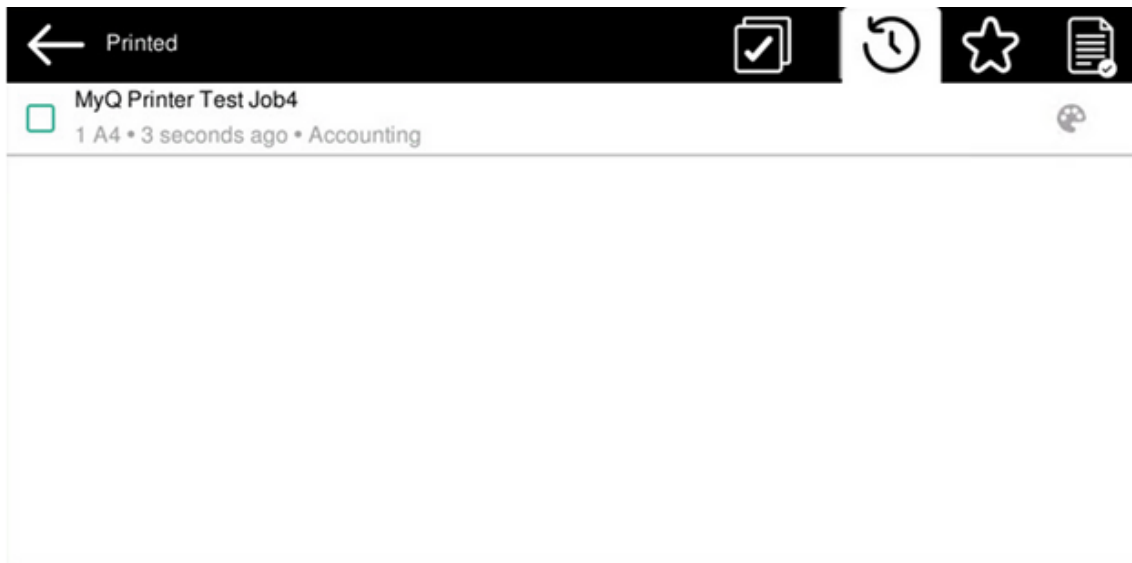 Printed
MyQ Printer Test Job4
1 A4 • 3 seconds ago • Accounting